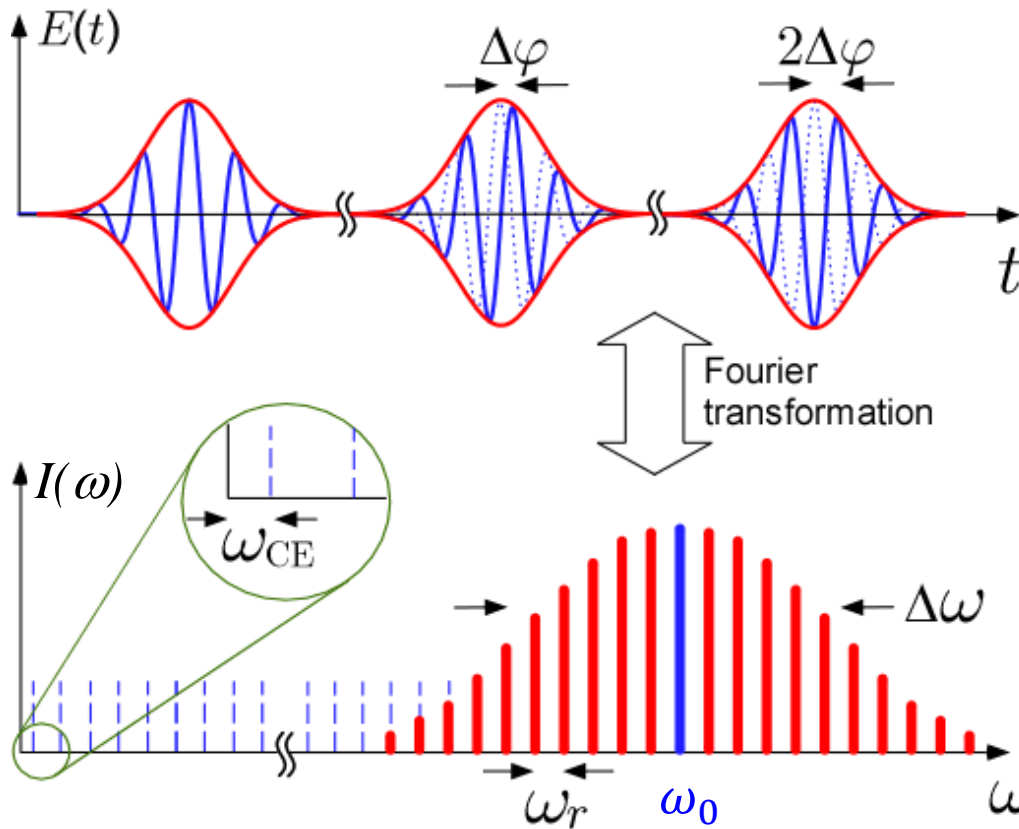 E(t)
Δφ
2Δφ
t
Fourier
transformation
I(ω)
ω_CE
Δω
ω_r
ω_0
ω